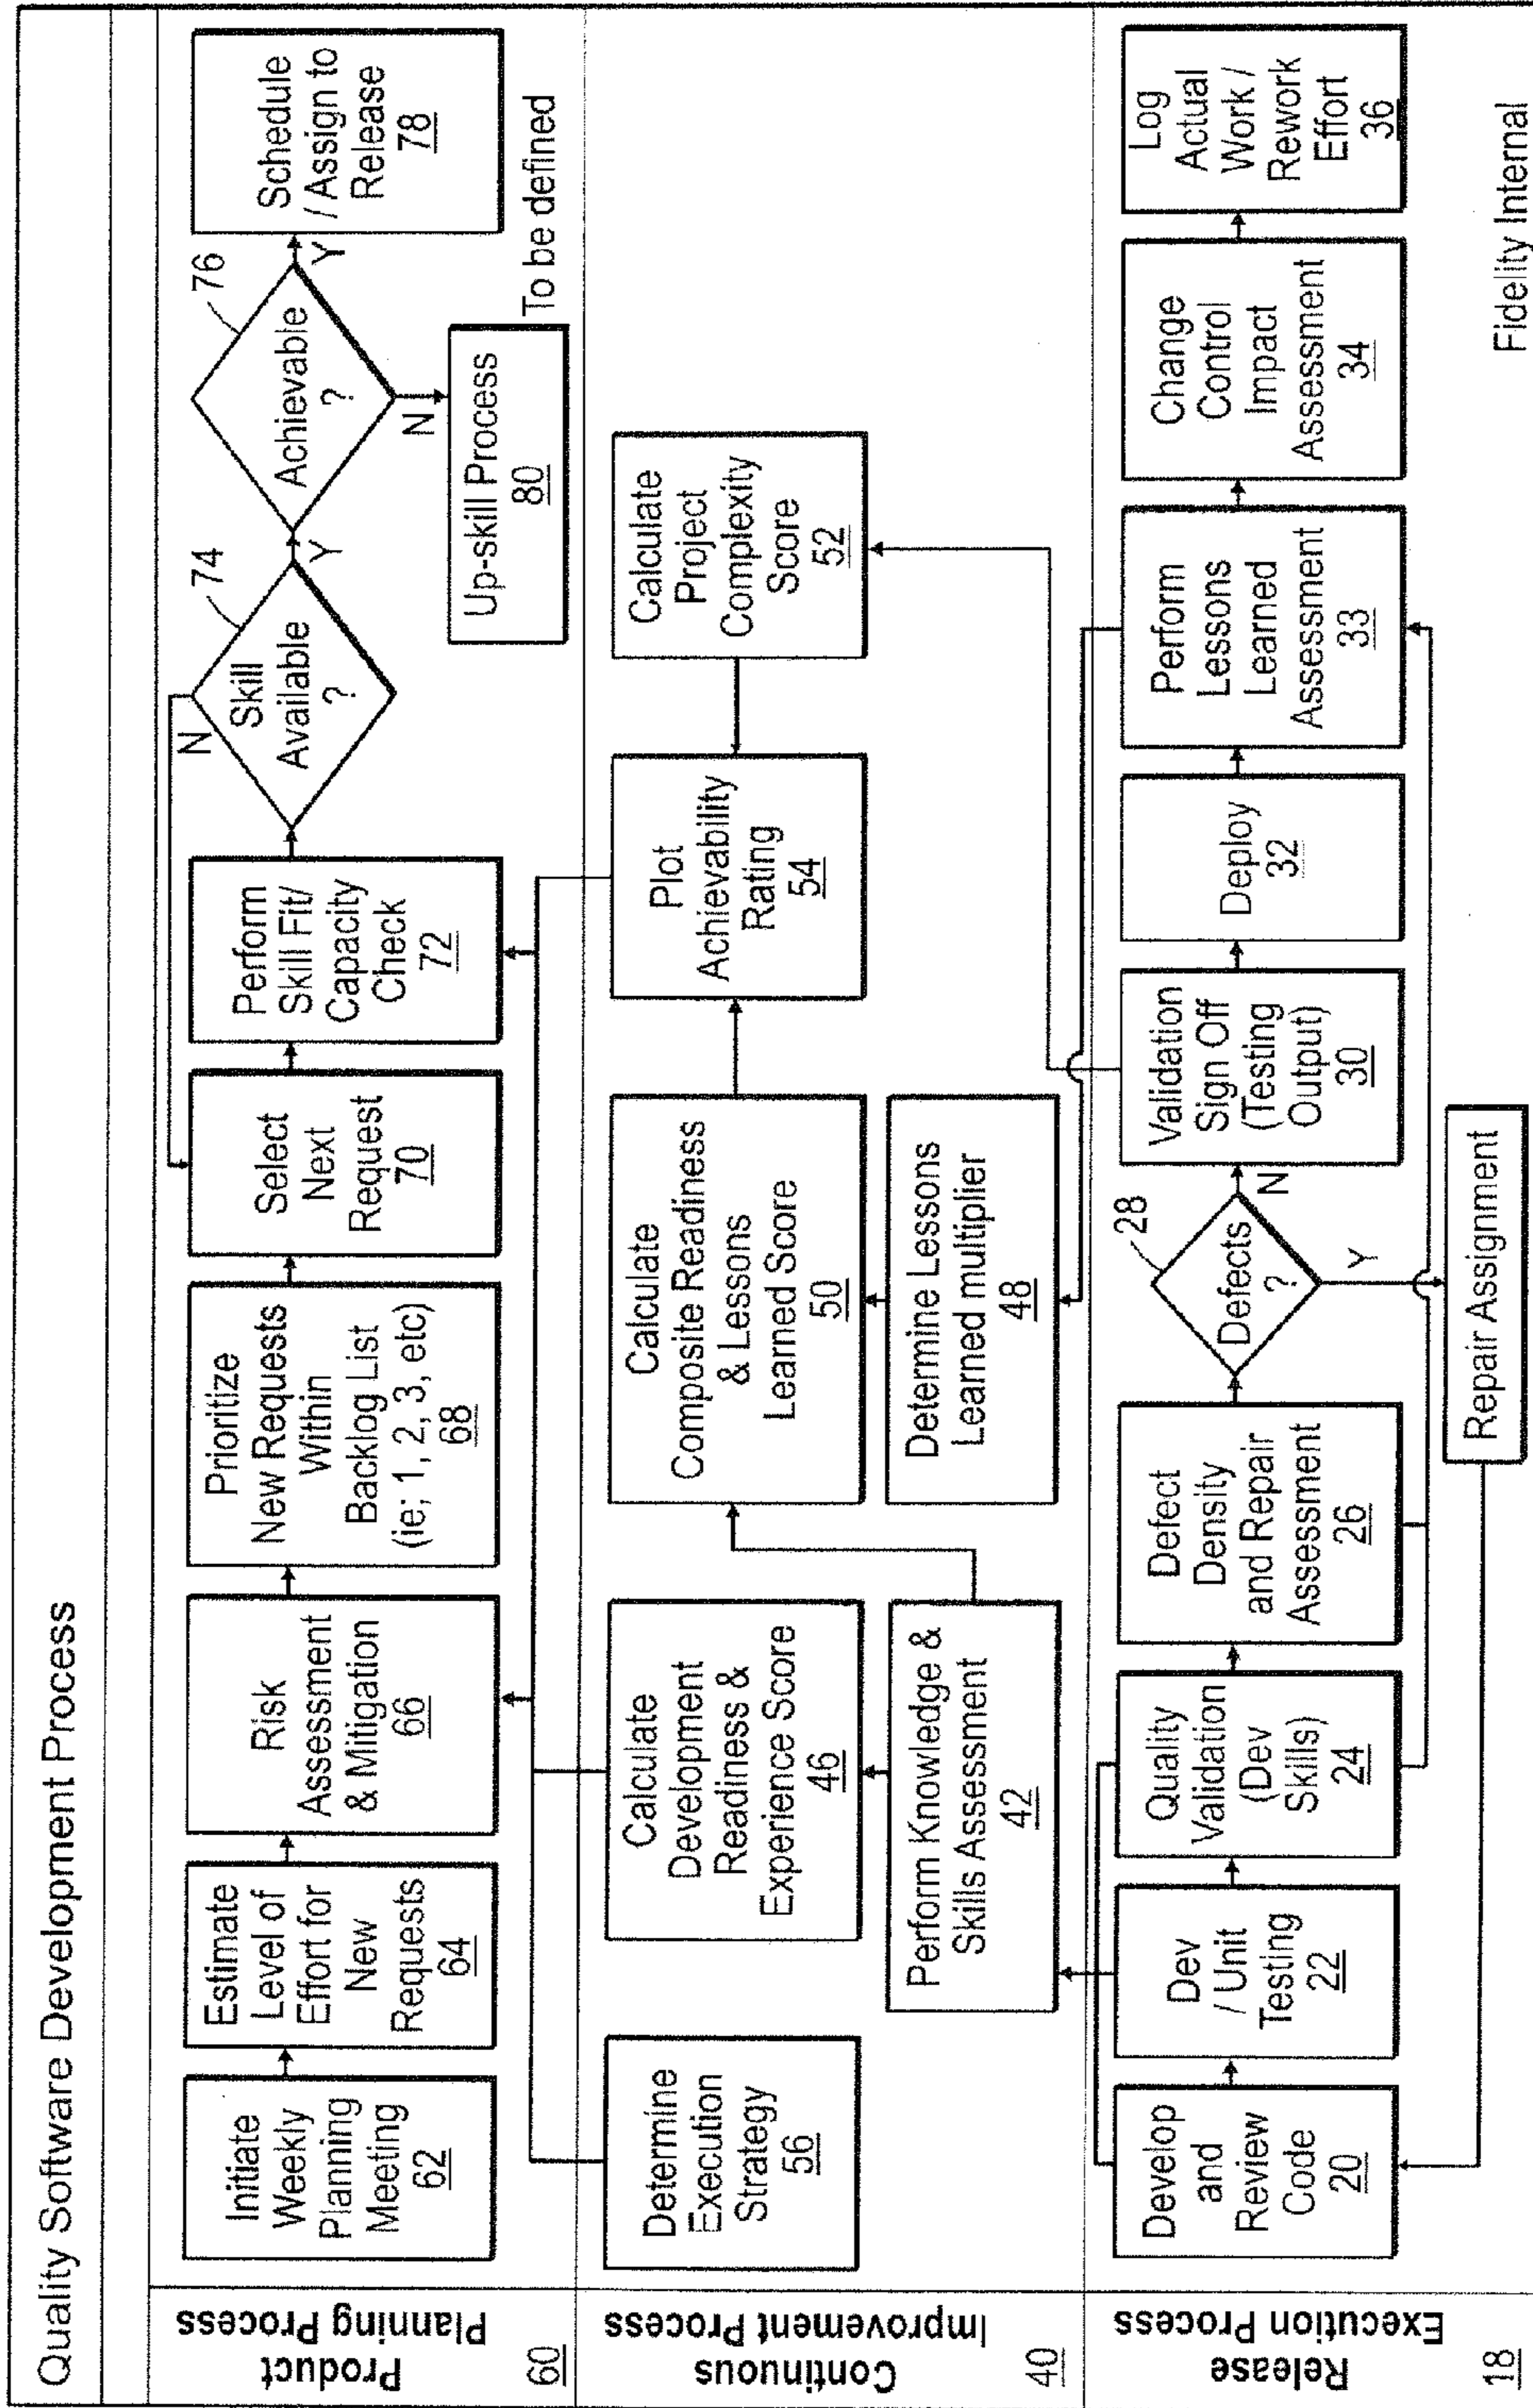 Quality Software Development Process
Product
Planning Process
60
Initiate
Weekly
Planning
Meeting
62
Estimate
Level of
Effort for
New
Requests
64
Risk
Assessment
& Mitigation
66
Prioritize
New Requests
Within
Backlog List
(ie; 1, 2, 3, etc)
68
Select
Next
Request
70
Perform
Skill Fit/
Capacity
Check
72
N
Skill
Available
?
74
Y
Achievable
?
76
Y
N
Schedule
/ Assign to
Release
78
Up-skill Process
80
To be defined
Continuous
Improvement Process
40
Determine
Execution
Strategy
56
Calculate
Development
Readiness &
Experience Score
46
Perform Knowledge &
Skills Assessment
42
Calculate
Composite Readiness
& Lessons
Learned Score
50
Determine Lessons
Learned multiplier
48
Plot
Achievability
Rating
54
Calculate
Project
Complexity
Score
52
Release
Execution Process
18
Develop
and
Review
Code
20
Dev
/ Unit
Testing
22
Quality
Validation
(Dev
Skills)
24
Defect
Density
and Repair
Assessment
26
Defects
?
28
N
Y
Validation
Sign Off
(Testing
Output)
30
Deploy
32
Perform
Lessons
Learned
Assessment
33
Change
Control
Impact
Assessment
34
Log
Actual
Work /
Rework
Effort
36
Repair Assignment
Fidelity Internal